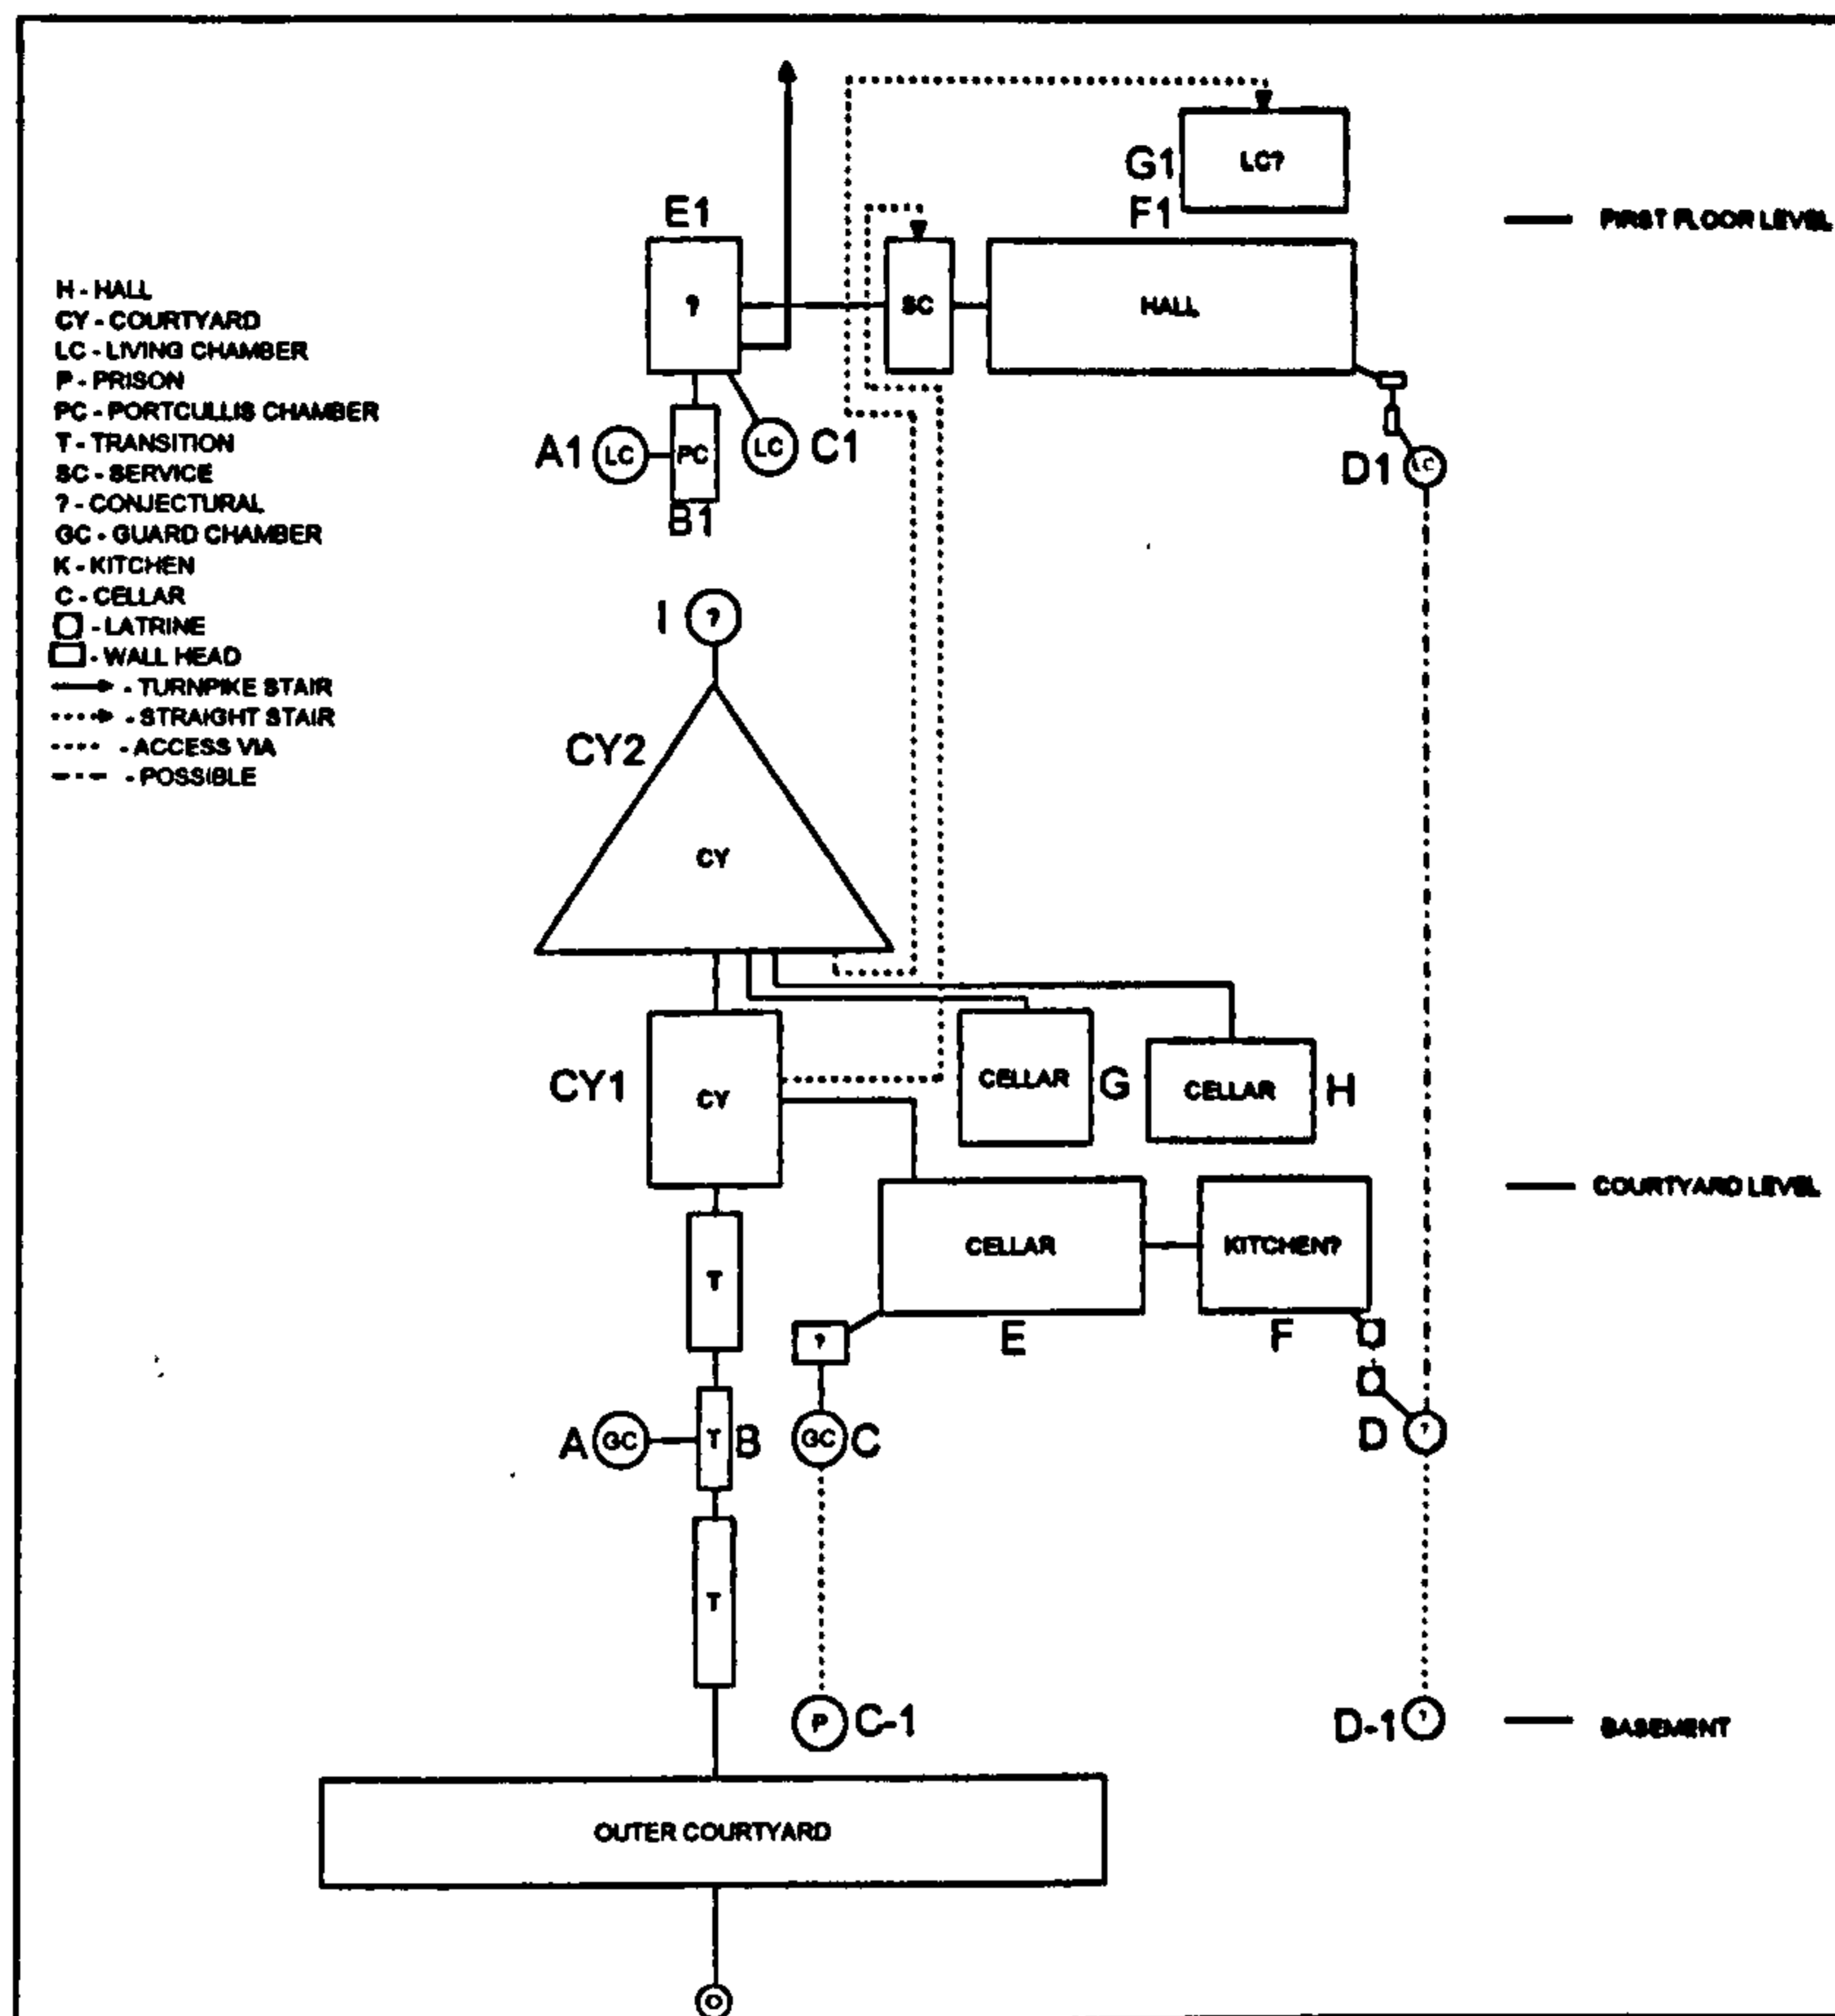 G1
LC?
F1
FIRST FLOOR LEVEL
E1
?
SC
HALL
H - HALL
CY - COURTYARD
LC - LIVING CHAMBER
P - PRISON
PC - PORTCULLIS CHAMBER
T - TRANSITION
SC - SERVICE
? - CONJECTURAL
GC - GUARD CHAMBER
K - KITCHEN
C - CELLAR
- LATRINE
- WALL HEAD
- TURNPIKE STAIR
- STRAIGHT STAIR
- ACCESS VIA
- POSSIBLE
A1
LC
PC
LC
C1
D1
LC
B1
I
?
CY2
CY
CY1
CY
CELLAR
G
CELLAR
H
COURTYARD LEVEL
T
CELLAR
KITCHEN?
?
E
F
A
GC
T
B
GC
C
D
?
T
P
C-1
D-1
?
BASEMENT
OUTER COURTYARD